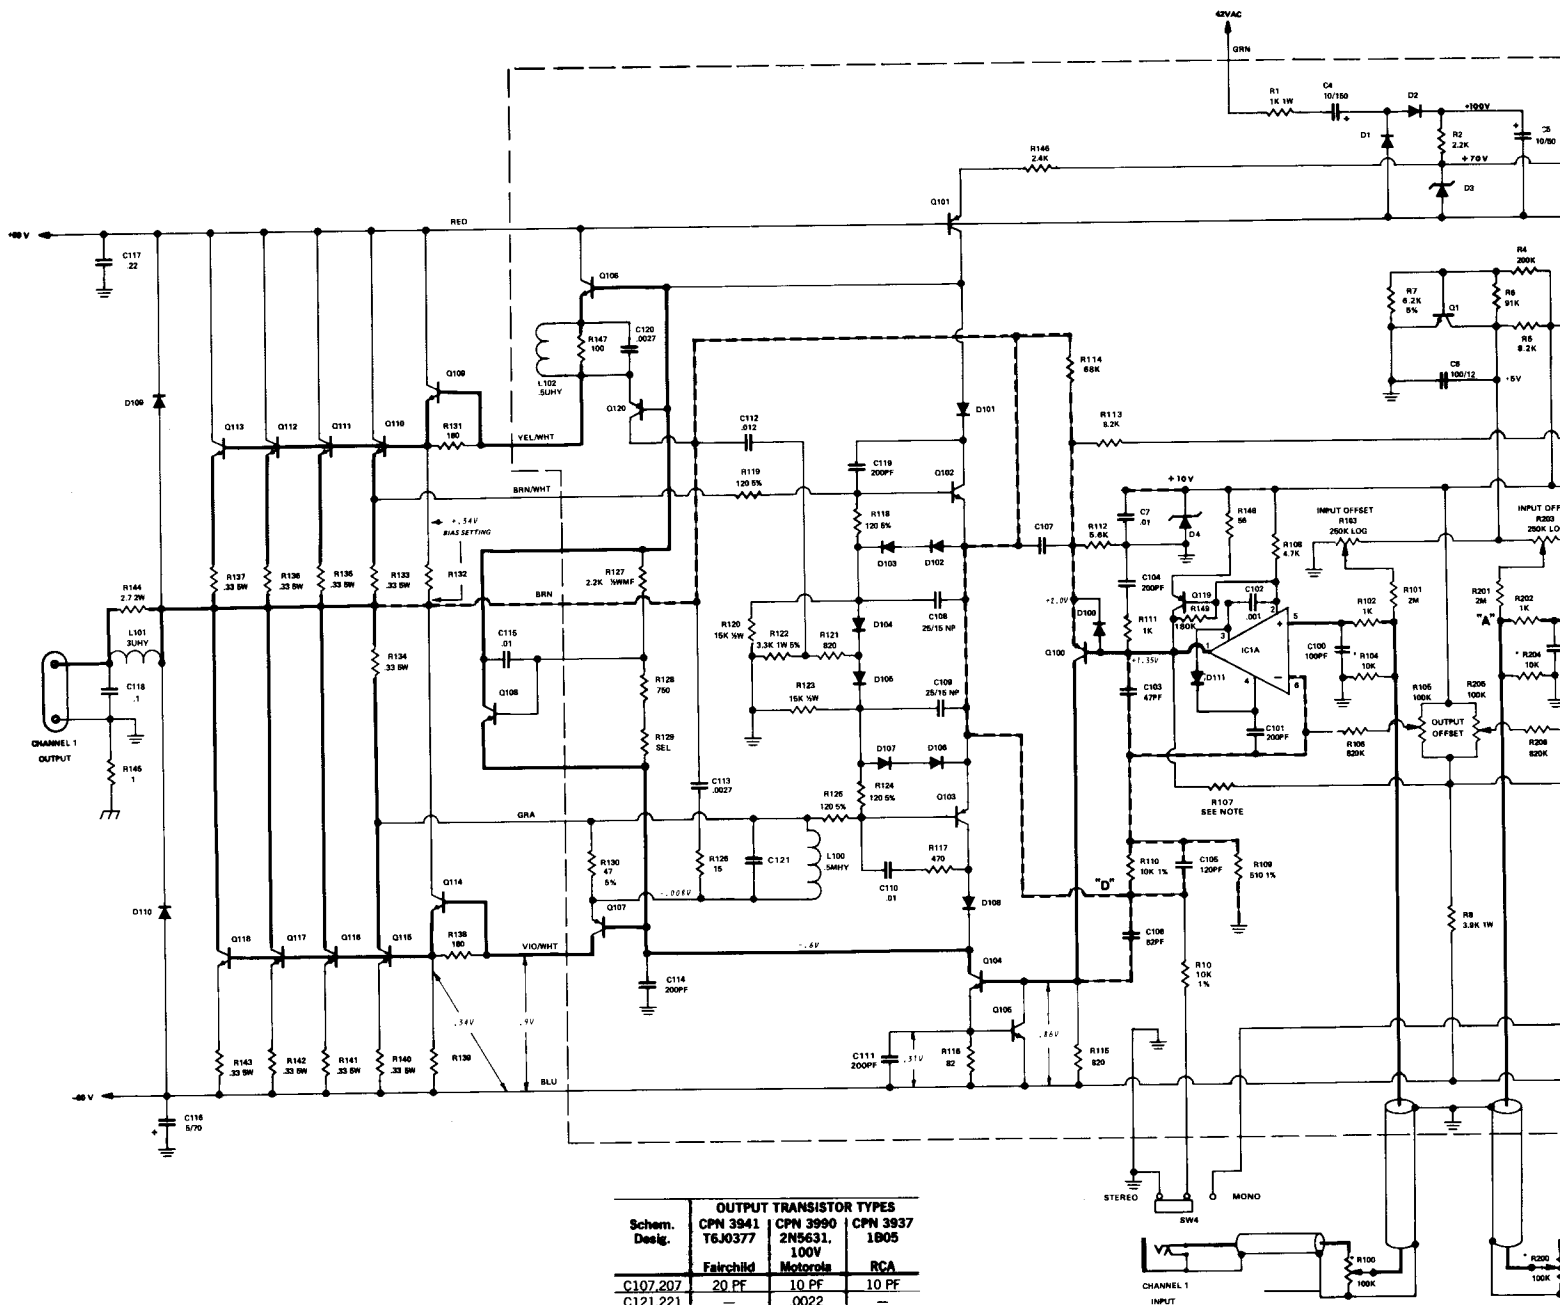 42VAC
GRN
R1
1K 1W
C4
10/150
+
D2
+100V
D1
R2
2.2K
+
10/50
+70V
D3
R146
2.4K
Q101
RED
C117
.22
Q106
R147
100
C120
.0027
L102
.5UHY
Q120
R4
200K
R7
6.2K
5%
Q1
R6
91K
R5
8.2K
100/12
+5V
R114
68K
D101
R113
8.2K
Q109
D109
Q113
Q112
Q111
Q110
R131
180
YEL/WHT
C112
.012
C119
200PF
Q102
R119
120 5%
BRN/WHT
R118
120 5%
D103
D102
C107
R112
5.6K
+10V
C7
.01
D4
R148
56
R108
4.7K
INPUT OFFSET
R103
250K LOG
INPUT OFF
R203
250K LO
+.54V
BIAS SETTING
R137
.33 5W
R136
.33 5W
R135
.33 5W
R133
.33 5W
R132
R127
2.2K ½WMF
BRN
R144
2.7 2W
L101
3UHY
C118
.1
CHANNEL 1
OUTPUT
R145
1
R134
.33 5W
C115
.01
Q108
R128
750
R129
SEL
R120
15K ½W
R122
3.3K 1W 5%
R121
820
D104
C108
25/15 NP
D105
C109
25/15 NP
R123
15K ½W
D107
D106
C104
200PF
R111
1K
+2.0V
D100
Q100
+1.35V
C103
47PF
Q119
R149
180K
C102
.001
3
2
1
4
5
6
+
−
IC1A
D111
C101
200PF
R102
1K
C100
100PF
R104
10K
R101
2M
R201
2M
R202
1K
"A"
R204
10K
R105
100K
R205
100K
OUTPUT
OFFSET
R106
820K
R206
820K
R107
SEE NOTE
C113
.0027
GRA
R125
120 5%
R124
120 5%
Q103
R130
47
5%
R126
15
C121
L100
.5MHY
C110
.01
R117
470
D108
-.008V
Q107
"D"
R110
10K 1%
C105
120PF
R109
510 1%
C106
82PF
R10
10K
1%
R8
3.9K 1W
D110
Q118
Q117
Q116
Q115
Q114
R138
180
VIO/WHT
-.6V
Q104
C114
200PF
Q105
.34V
.9V
C111
200PF
.31V
R116
82
.86V
R115
820
R143
.33 5W
R142
.33 5W
R141
.33 5W
R140
.33 5W
R139
BLU
+
C116
5/70
STEREO
MONO
SW4
CHANNEL 1
INPUT
R100
100K
R200
100K
OUTPUT TRANSISTOR TYPES
Schem.
Desig.
CPN 3941
T6J0377
Fairchild
CPN 3990
2N5631,
100V
Motorola
CPN 3937
1B05
RCA
C107,207 20 PF 10 PF 10 PF
C121,221 — .0022 —